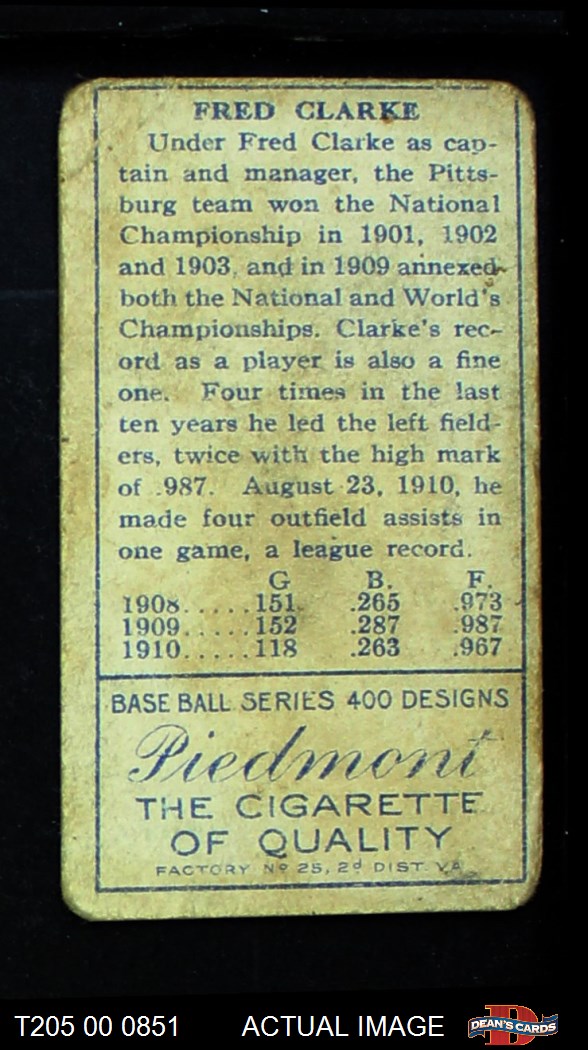 FRED CLARKE
Under Fred Clarke as cap-
tain and manager, the Pitts-
burg team won the National
Championship in 1901, 1902
and 1903, and in 1909 annexed
both the National and World's
Championships. Clarke's rec-
ord as a player is also a fine
one. Four times in the last
ten years he led the left field-
ers, twice with the high mark
of .987. August 23, 1910, he
made four outfield assists in
one game, a league record.
G B. F.
1908.....151 .265 .973
1909.....152 .287 .987
1910.....118 .263 .967
BASE BALL SERIES 400 DESIGNS
Piedmont
THE CIGARETTE
OF QUALITY
FACTORY Nº 25, 2d DIST. VA.
T205 00 0851 ACTUAL IMAGE
D
DEAN'S CARDS